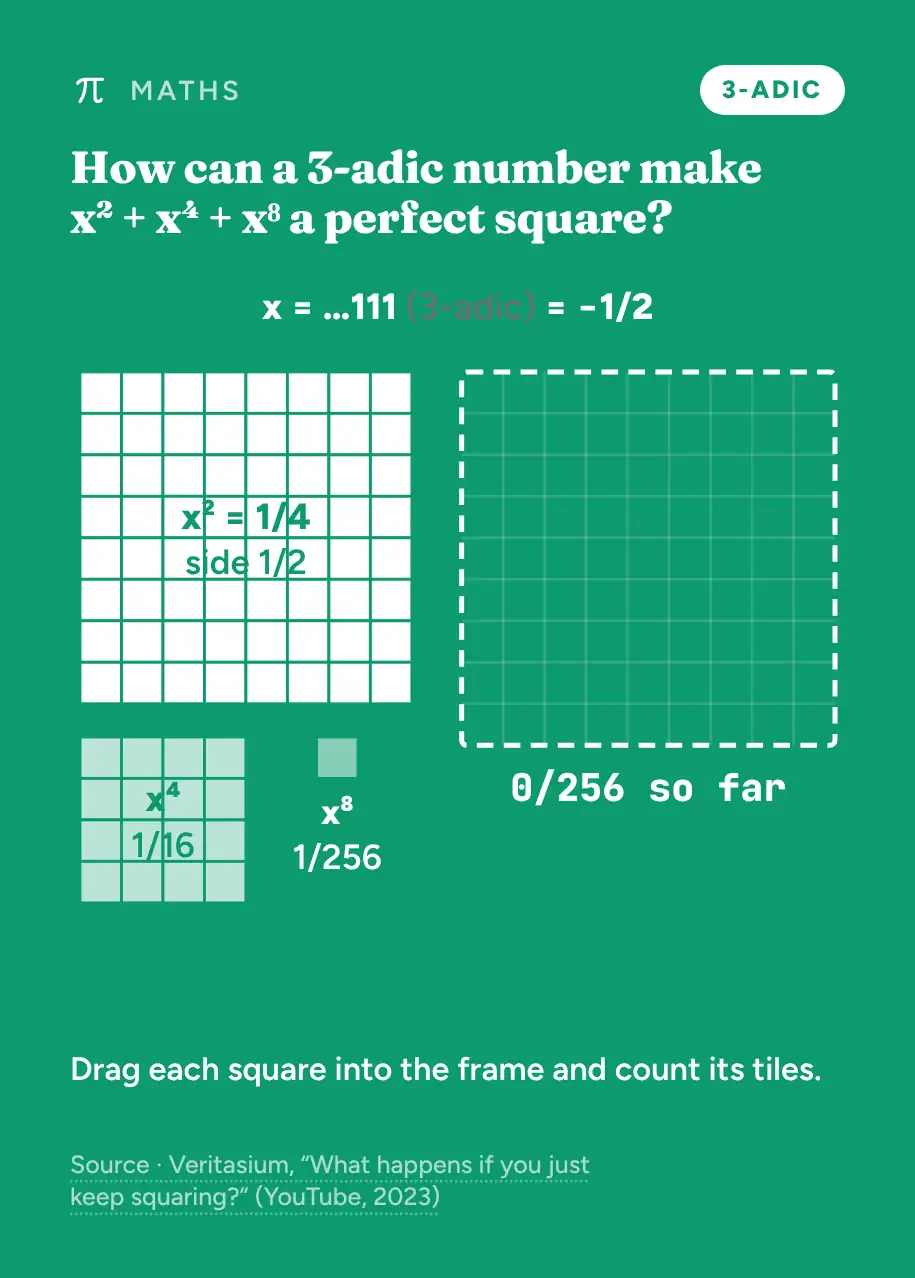 π MATHS
3-ADIC
How can a 3-adic number make
x² + x⁴ + x⁸ a perfect square?
x = …111 (3-adic) = −1/2
x² = 1/4
side 1/2
x⁴
1/16
x⁸
1/256
0/256 so far
Drag each square into the frame and count its tiles.
Source · Veritasium, “What happens if you just
keep squaring?” (YouTube, 2023)